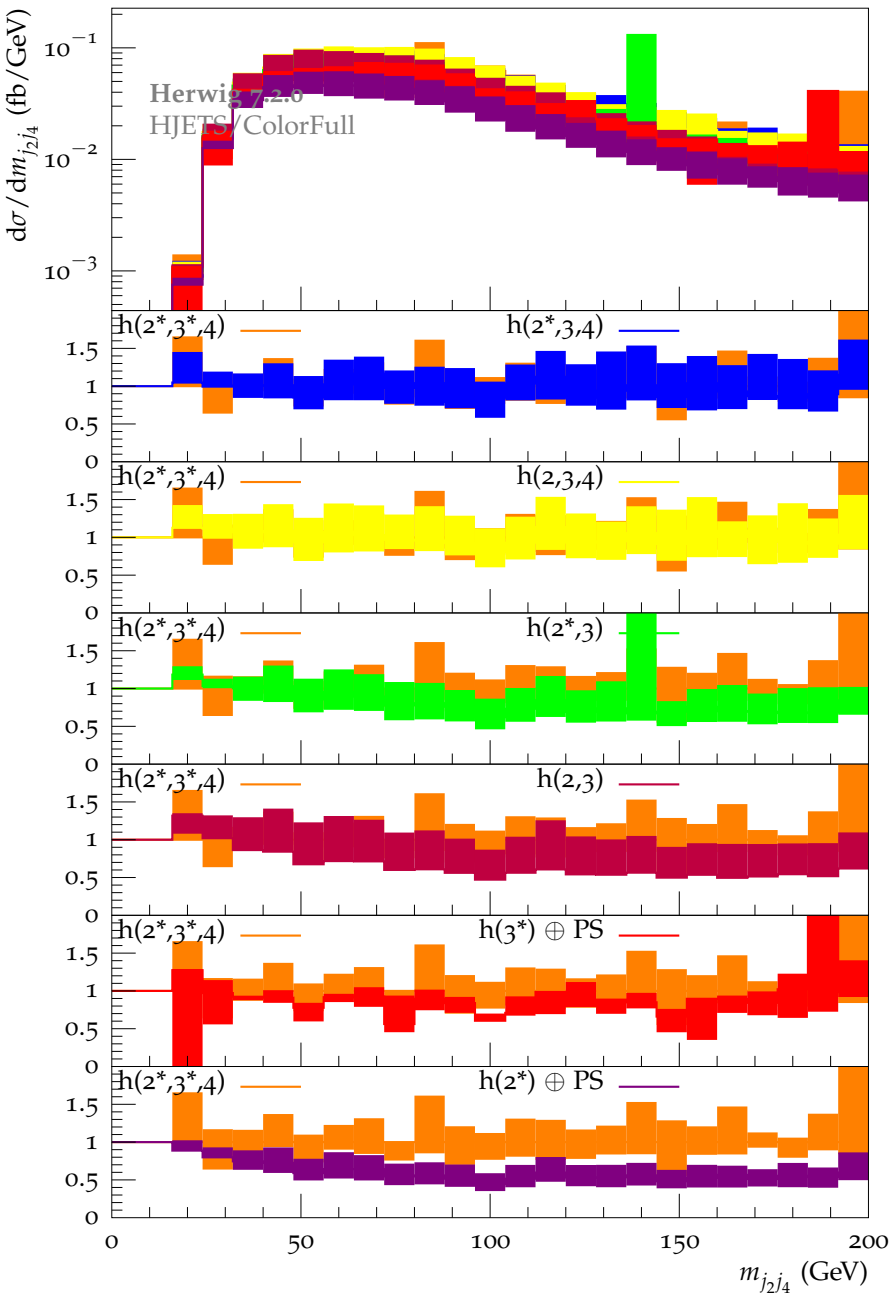 10⁻¹
10⁻²
10⁻³
dσ/dm_{j₂j₄} (fb/GeV)
Herwig 7.2.0
HJETS/ColorFull
h(2*,3*,4) h(2*,3,4)
1.5
1
0.5
0
h(2*,3*,4) h(2,3,4)
1.5
1
0.5
0
h(2*,3*,4) h(2*,3)
1.5
1
0.5
0
h(2*,3*,4) h(2,3)
1.5
1
0.5
0
h(2*,3*,4) h(3*) ⊕ PS
1.5
1
0.5
0
h(2*,3*,4) h(2*) ⊕ PS
1.5
1
0.5
0
0 50 100 150 200
m_{j₂j₄} (GeV)